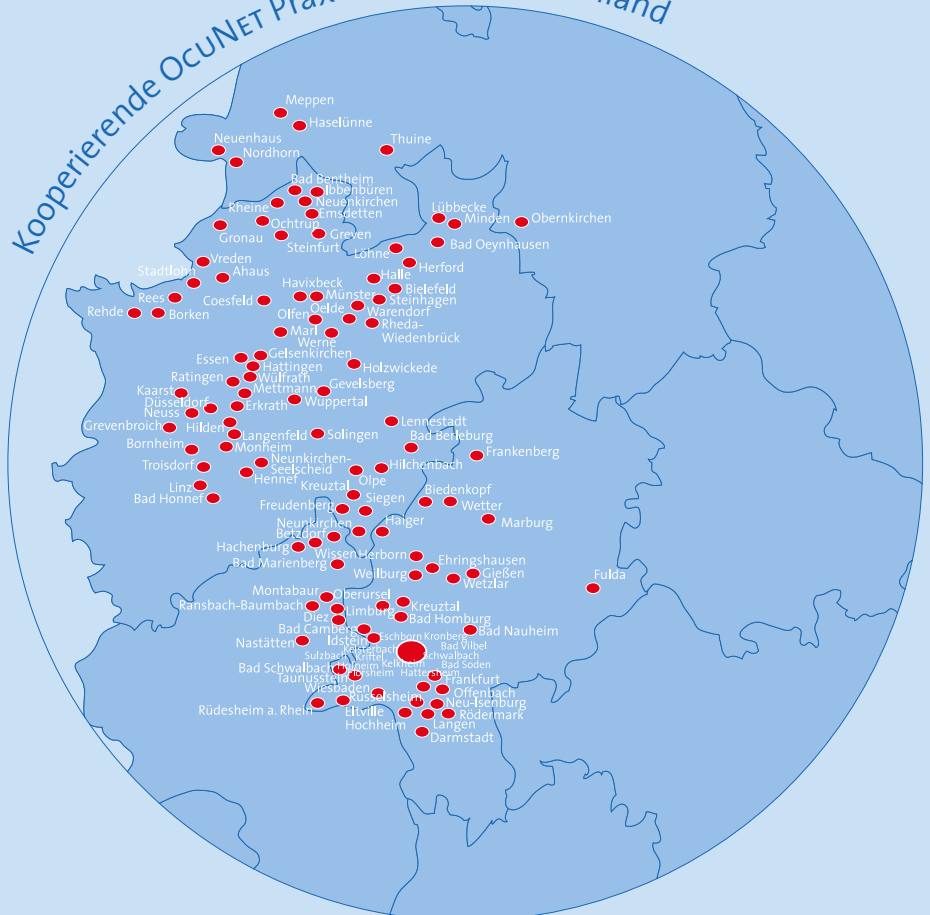 Kooperierende OcuNet Prax
land
Meppen
Haselünne
Neuenhaus
Nordhorn
Thuine
Bad Bentheim
Ibbenbüren
Rheine
Neuenkirchen
Emsdetten
Ochtrup
Gronau
Steinfurt
Greven
Lübbecke
Minden
Obernkirchen
Bad Oeynhausen
Löhne
Herford
Vreden
Stadtlohn
Ahaus
Halle
Bielefeld
Rees
Coesfeld
Havixbeck
Münster
Steinhagen
Rehde
Borken
Oelde
Warendorf
Olfen
Rheda-
Wiedenbrück
Marl
Werne
Essen
Gelsenkirchen
Hattingen
Holzwickede
Ratingen
Wülfrath
Kaarst
Mettmann
Gevelsberg
Düsseldorf
Erkrath
Wuppertal
Neuss
Grevenbroich
Hilden
Lennestadt
Langenfeld
Solingen
Bad Berleburg
Bornheim
Monheim
Frankenberg
Troisdorf
Neunkirchen-
Seelscheid
Hilchenbach
Hennef
Olpe
Linz
Kreuztal
Biedenkopf
Bad Honnef
Siegen
Wetter
Freudenberg
Marburg
Neunkirchen
Haiger
Betzdorf
Hachenburg
Wissen
Herborn
Bad Marienberg
Ehringshausen
Weilburg
Gießen
Wetzlar
Fulda
Montabaur
Oberursel
Ransbach-Baumbach
Limburg
Kreuztal
Diez
Bad Homburg
Bad Camberg
Bad Nauheim
Idstein
Eschborn
Kronberg
Nastätten
Kelsterbach
Bad Vilbel
Sulzbach
Kriftel
Schwalbach
Bad Schwalbach
Hofheim
Kelkheim
Bad Soden
Taunusstein
Flörsheim
Hattersheim
Frankfurt
Wiesbaden
Offenbach
Rüsselsheim
Neu-Isenburg
Rüdesheim a. Rhein
Eltville
Rödermark
Hochheim
Langen
Darmstadt